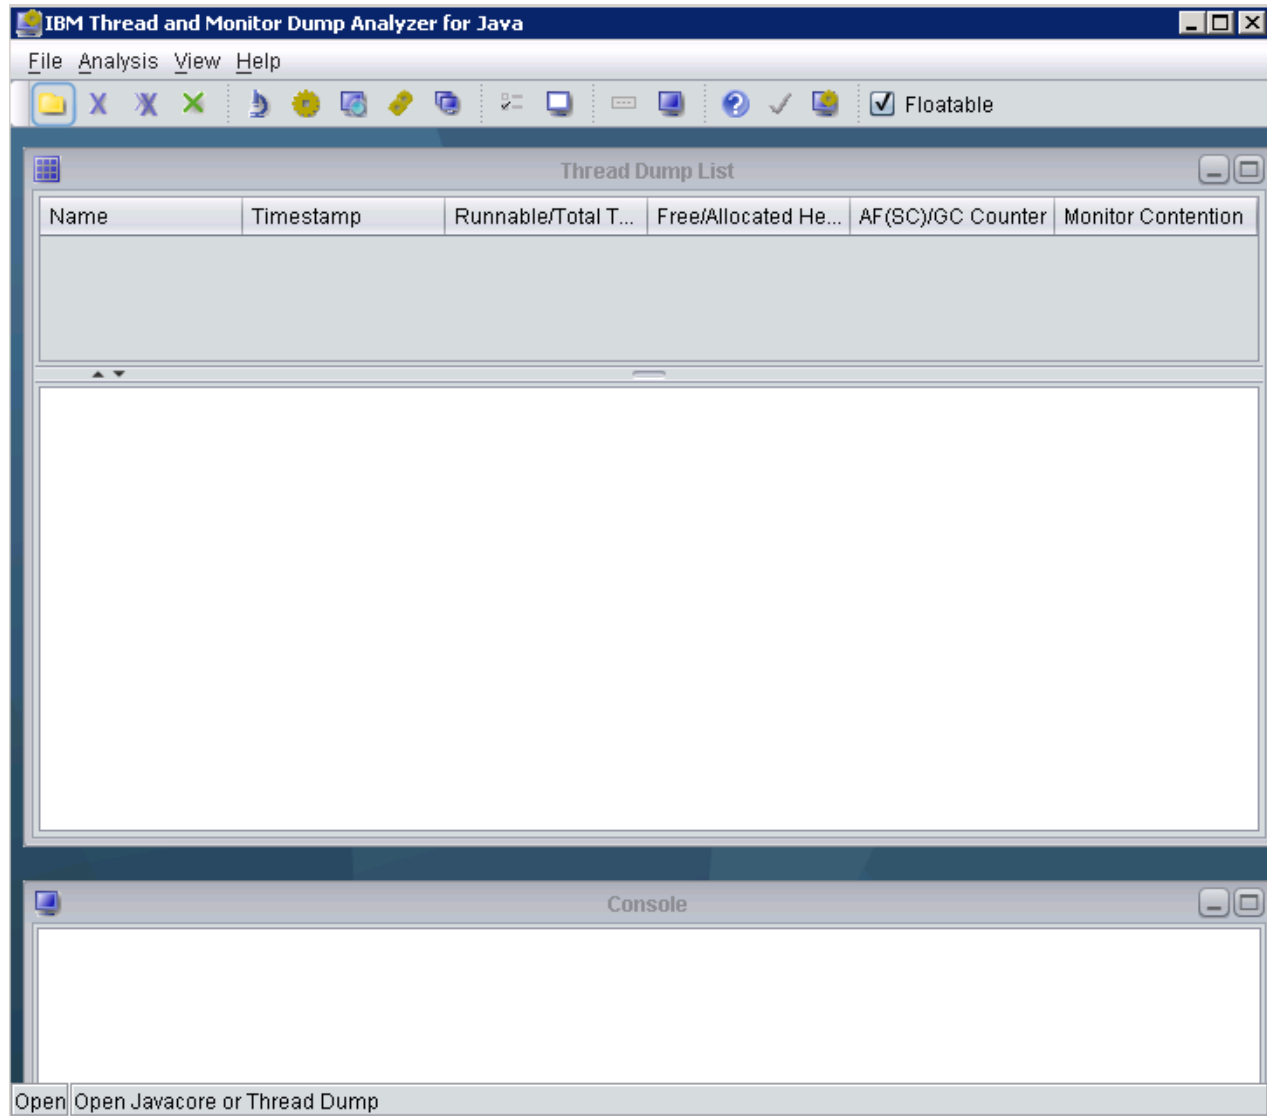 IBM Thread and Monitor Dump Analyzer for Java
File Analysis View Help
Floatable
Thread Dump List
Name Timestamp Runnable/Total T... Free/Allocated He... AF(SC)/GC Counter Monitor Contention
Console
Open Open Javacore or Thread Dump